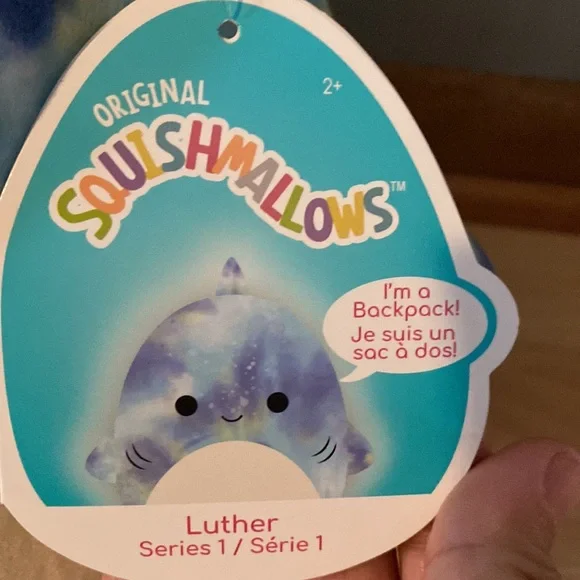 2+
ORIGINAL
SQUISHMALLOWS™
I'm a
Backpack!
Je suis un
sac à dos!
Luther
Series 1 / Série 1